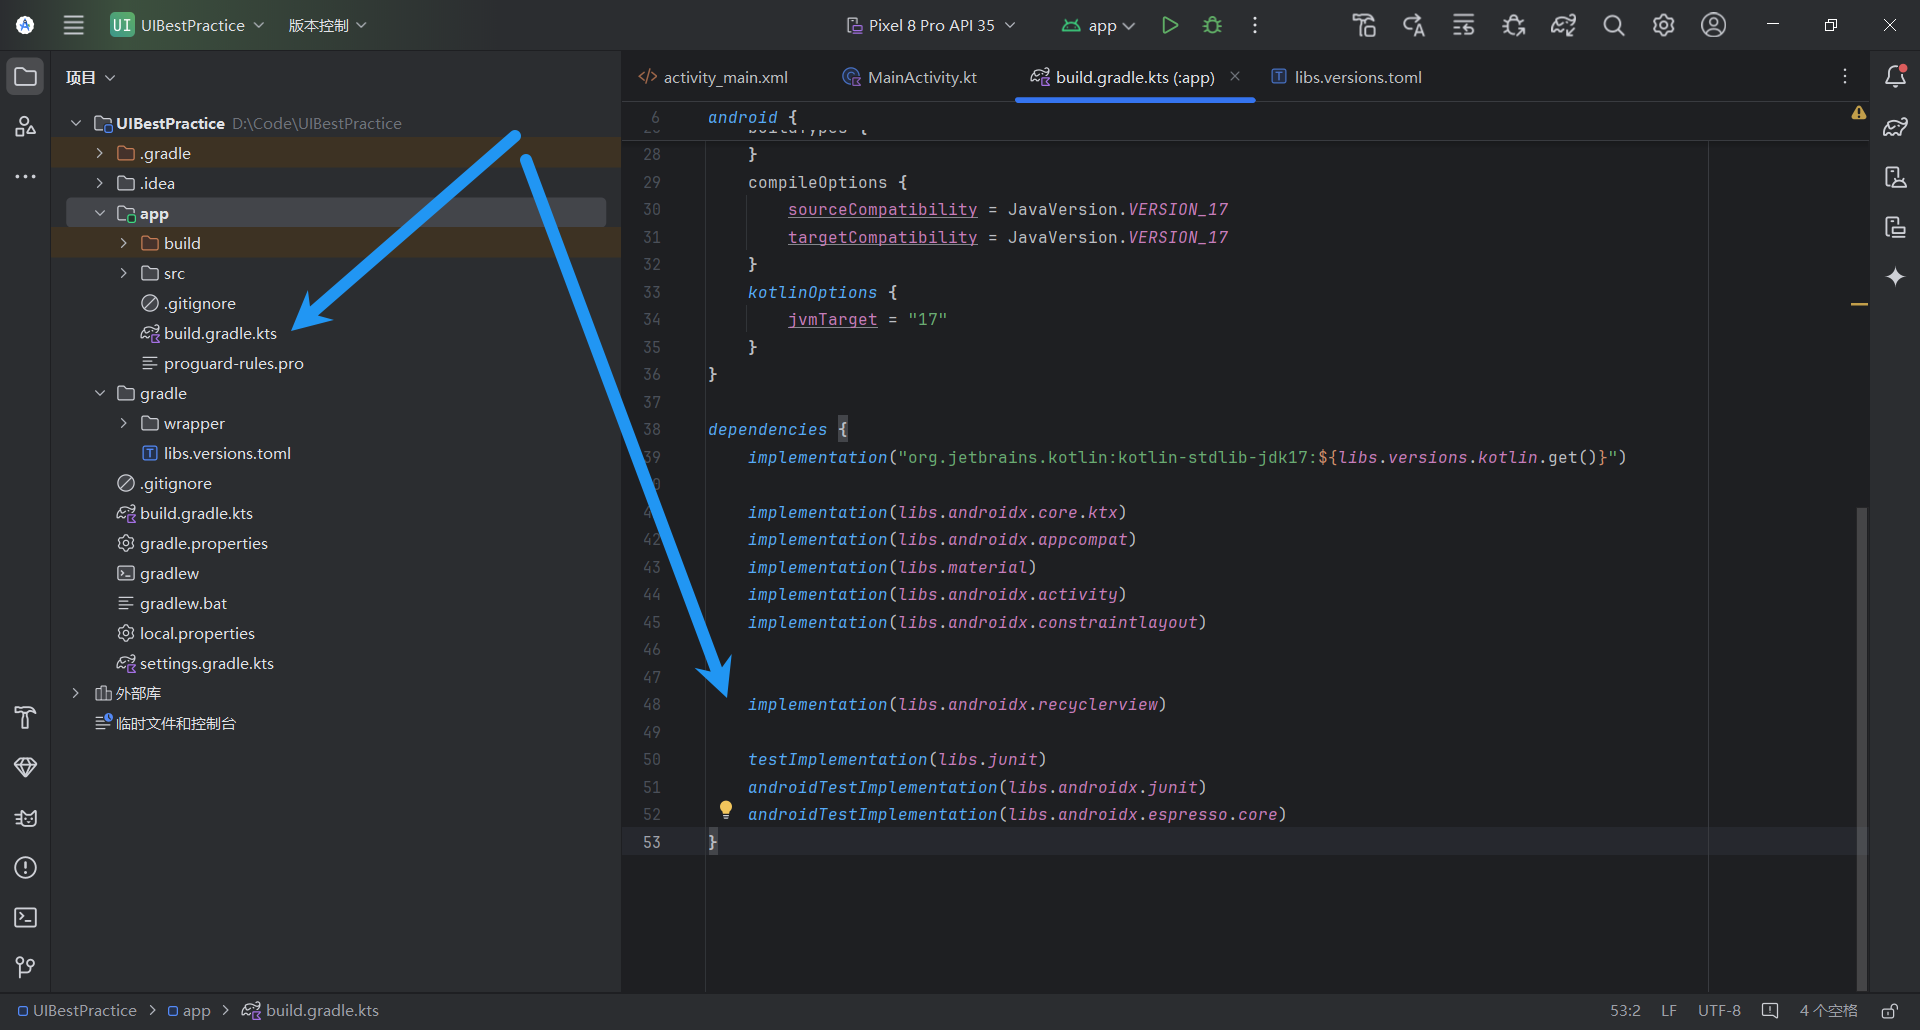 UI UIBestPractice 版本控制 Pixel 8 Pro API 35 app
项目
UIBestPractice D:\Code\UIBestPractice
.gradle
.idea
app
build
src
.gitignore
build.gradle.kts
proguard-rules.pro
gradle
wrapper
libs.versions.toml
.gitignore
build.gradle.kts
gradle.properties
gradlew
gradlew.bat
local.properties
settings.gradle.kts
外部库
临时文件和控制台
activity_main.xml MainActivity.kt build.gradle.kts (:app) libs.versions.toml
6 android {
buildTypes {
28 }
29 compileOptions {
30 sourceCompatibility = JavaVersion.VERSION_17
31 targetCompatibility = JavaVersion.VERSION_17
32 }
33 kotlinOptions {
34 jvmTarget = "17"
35 }
36 }
37
38 dependencies {
39 implementation("org.jetbrains.kotlin:kotlin-stdlib-jdk17:${libs.versions.kotlin.get()}")
implementation(libs.androidx.core.ktx)
42 implementation(libs.androidx.appcompat)
43 implementation(libs.material)
44 implementation(libs.androidx.activity)
45 implementation(libs.androidx.constraintlayout)
46
47
48 implementation(libs.androidx.recyclerview)
49
50 testImplementation(libs.junit)
51 androidTestImplementation(libs.androidx.junit)
52 androidTestImplementation(libs.androidx.espresso.core)
53 }
UIBestPractice > app > build.gradle.kts 53:2 LF UTF-8 4 个空格